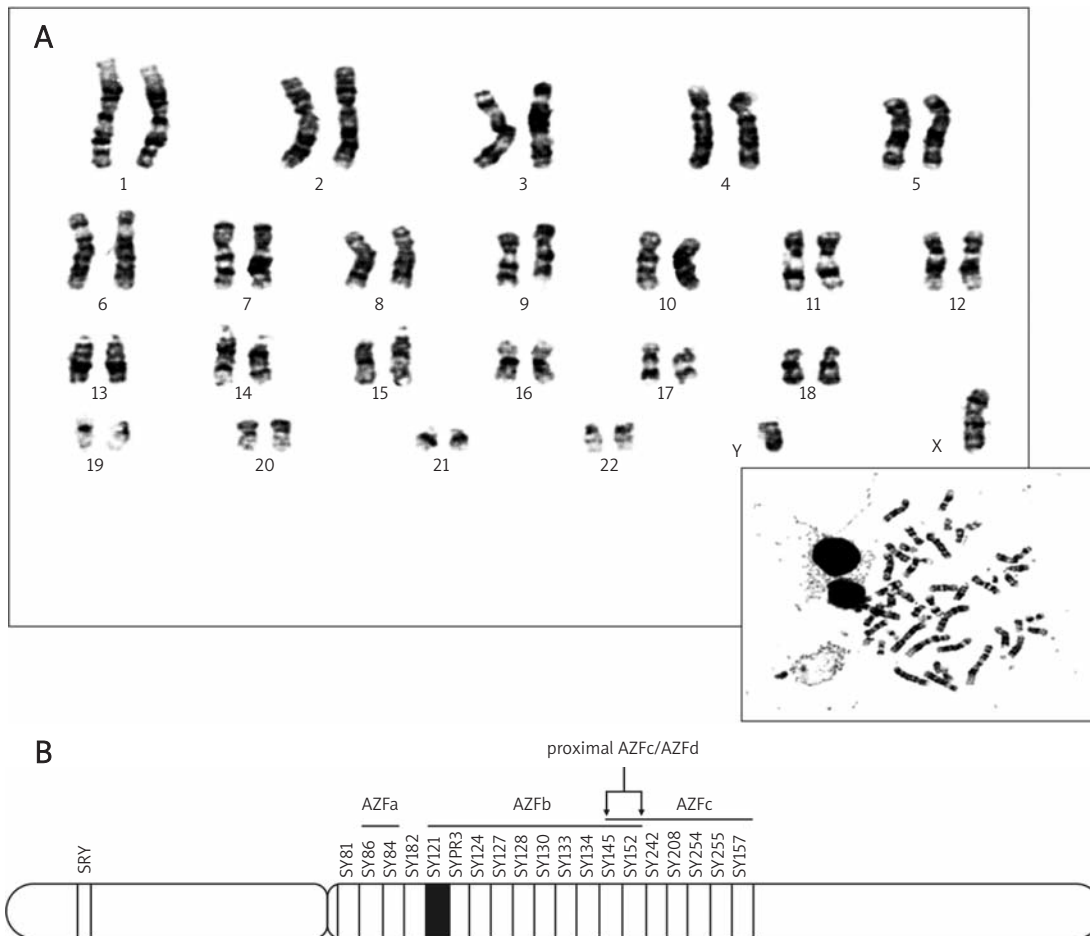 A
1 2 3 4 5
6 7 8 9 10 11 12
13 14 15 16 17 18
19 20 21 22 Y X
B
proximal AZFc/AZFd
AZFa AZFb AZFc
SRY SY81 SY86 SY84 SY182 SY121 SYPR3 SY124 SY127 SY128 SY130 SY133 SY134 SY145 SY152 SY242 SY208 SY254 SY255 SY157